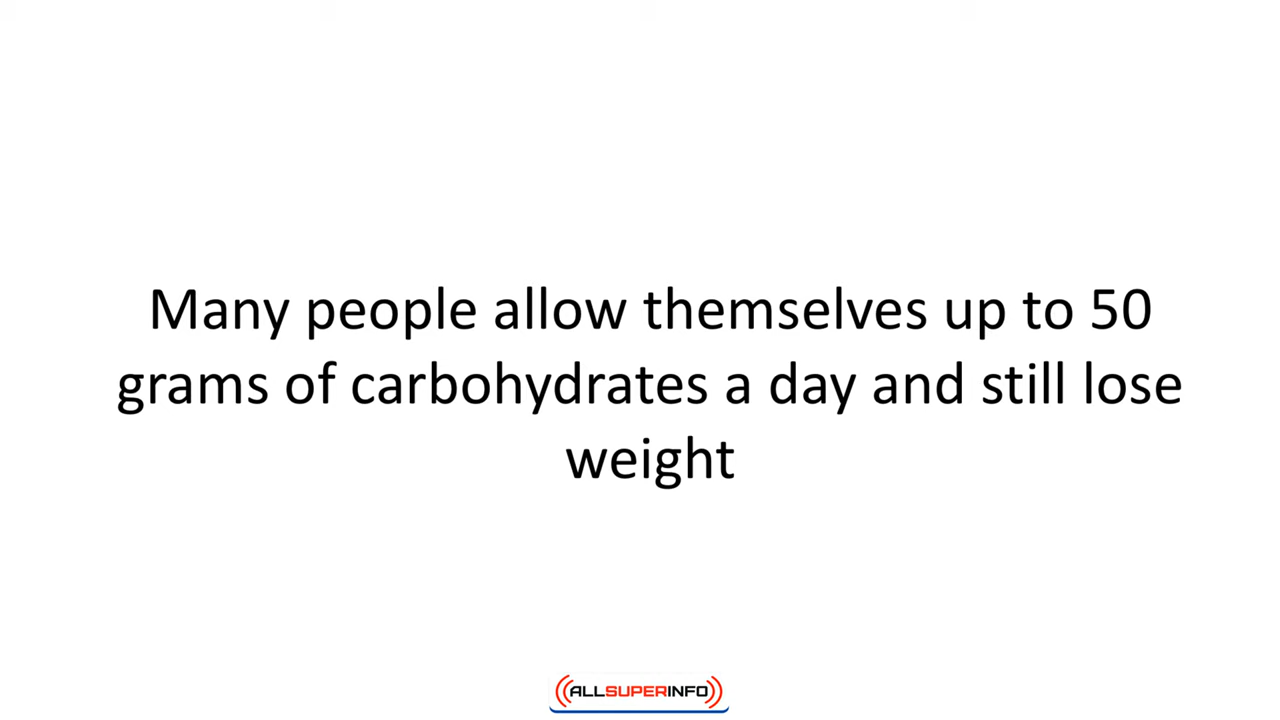 Many people allow themselves up to 50
grams of carbohydrates a day and still lose
weight
ALLSUPERINFO